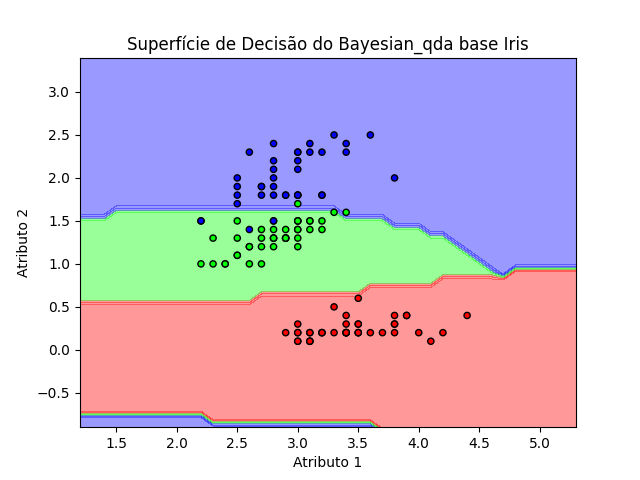 Superfície de Decisão do Bayesian_qda base Iris
Atributo 2
3.0
2.5
2.0
1.5
1.0
0.5
0.0
−0.5
1.5 2.0 2.5 3.0 3.5 4.0 4.5 5.0
Atributo 1